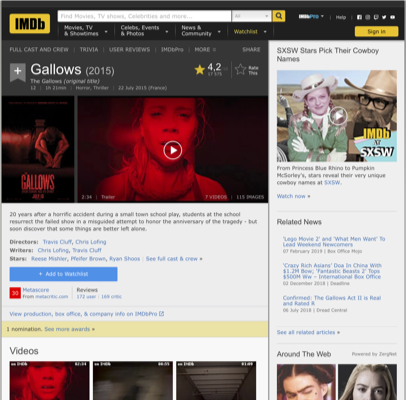 IMDb
Find Movies, TV shows, Celebrities and more...
All
IMDbPro
Help
Movies, TV & Showtimes
Celebs, Events & Photos
News & Community
Watchlist
Sign in
FULL CAST AND CREW | TRIVIA | USER REVIEWS | IMDbPro | MORE
SHARE
Gallows (2015)
The Gallows (original title)
12 | 1h 21min | Horror, Thriller | 22 July 2015 (France)
4,2
Rate This
GALLOWS
2:34 | Trailer
7 VIDEOS | 115 IMAGES
20 years after a horrific accident during a small town school play, students at the school
resurrect the failed show in a misguided attempt to honor the anniversary of the tragedy - but
soon discover that some things are better left alone.
Directors: Travis Cluff, Chris Lofing
Writers: Chris Lofing, Travis Cluff
Stars: Reese Mishler, Pfeifer Brown, Ryan Shoos | See full cast & crew »
+ Add to Watchlist
30
Metascore
From metacritic.com
Reviews
172 user | 169 critic
View production, box office, & company info on IMDbPro
1 nomination. See more awards »
Videos
SXSW Stars Pick Their Cowboy
Names
IMDb
at
SXSW
From Princess Blue Rhino to Pumpkin
McSorley's, stars reveal their very unique
cowboy names at SXSW.
Watch now »
Related News
'Lego Movie 2' and 'What Men Want' To
Lead Weekend Newcomers
07 February 2019 | Box Office Mojo
'Crazy Rich Asians' Doa In China With
$1.2M Bow; 'Fantastic Beasts 2' Tops
$500M Ww – International Box Office
02 December 2018 | Deadline
Confirmed: The Gallows Act II is Real
and Rated R
06 July 2018 | Dread Central
See all related articles »
Around The Web
Powered by ZergNet